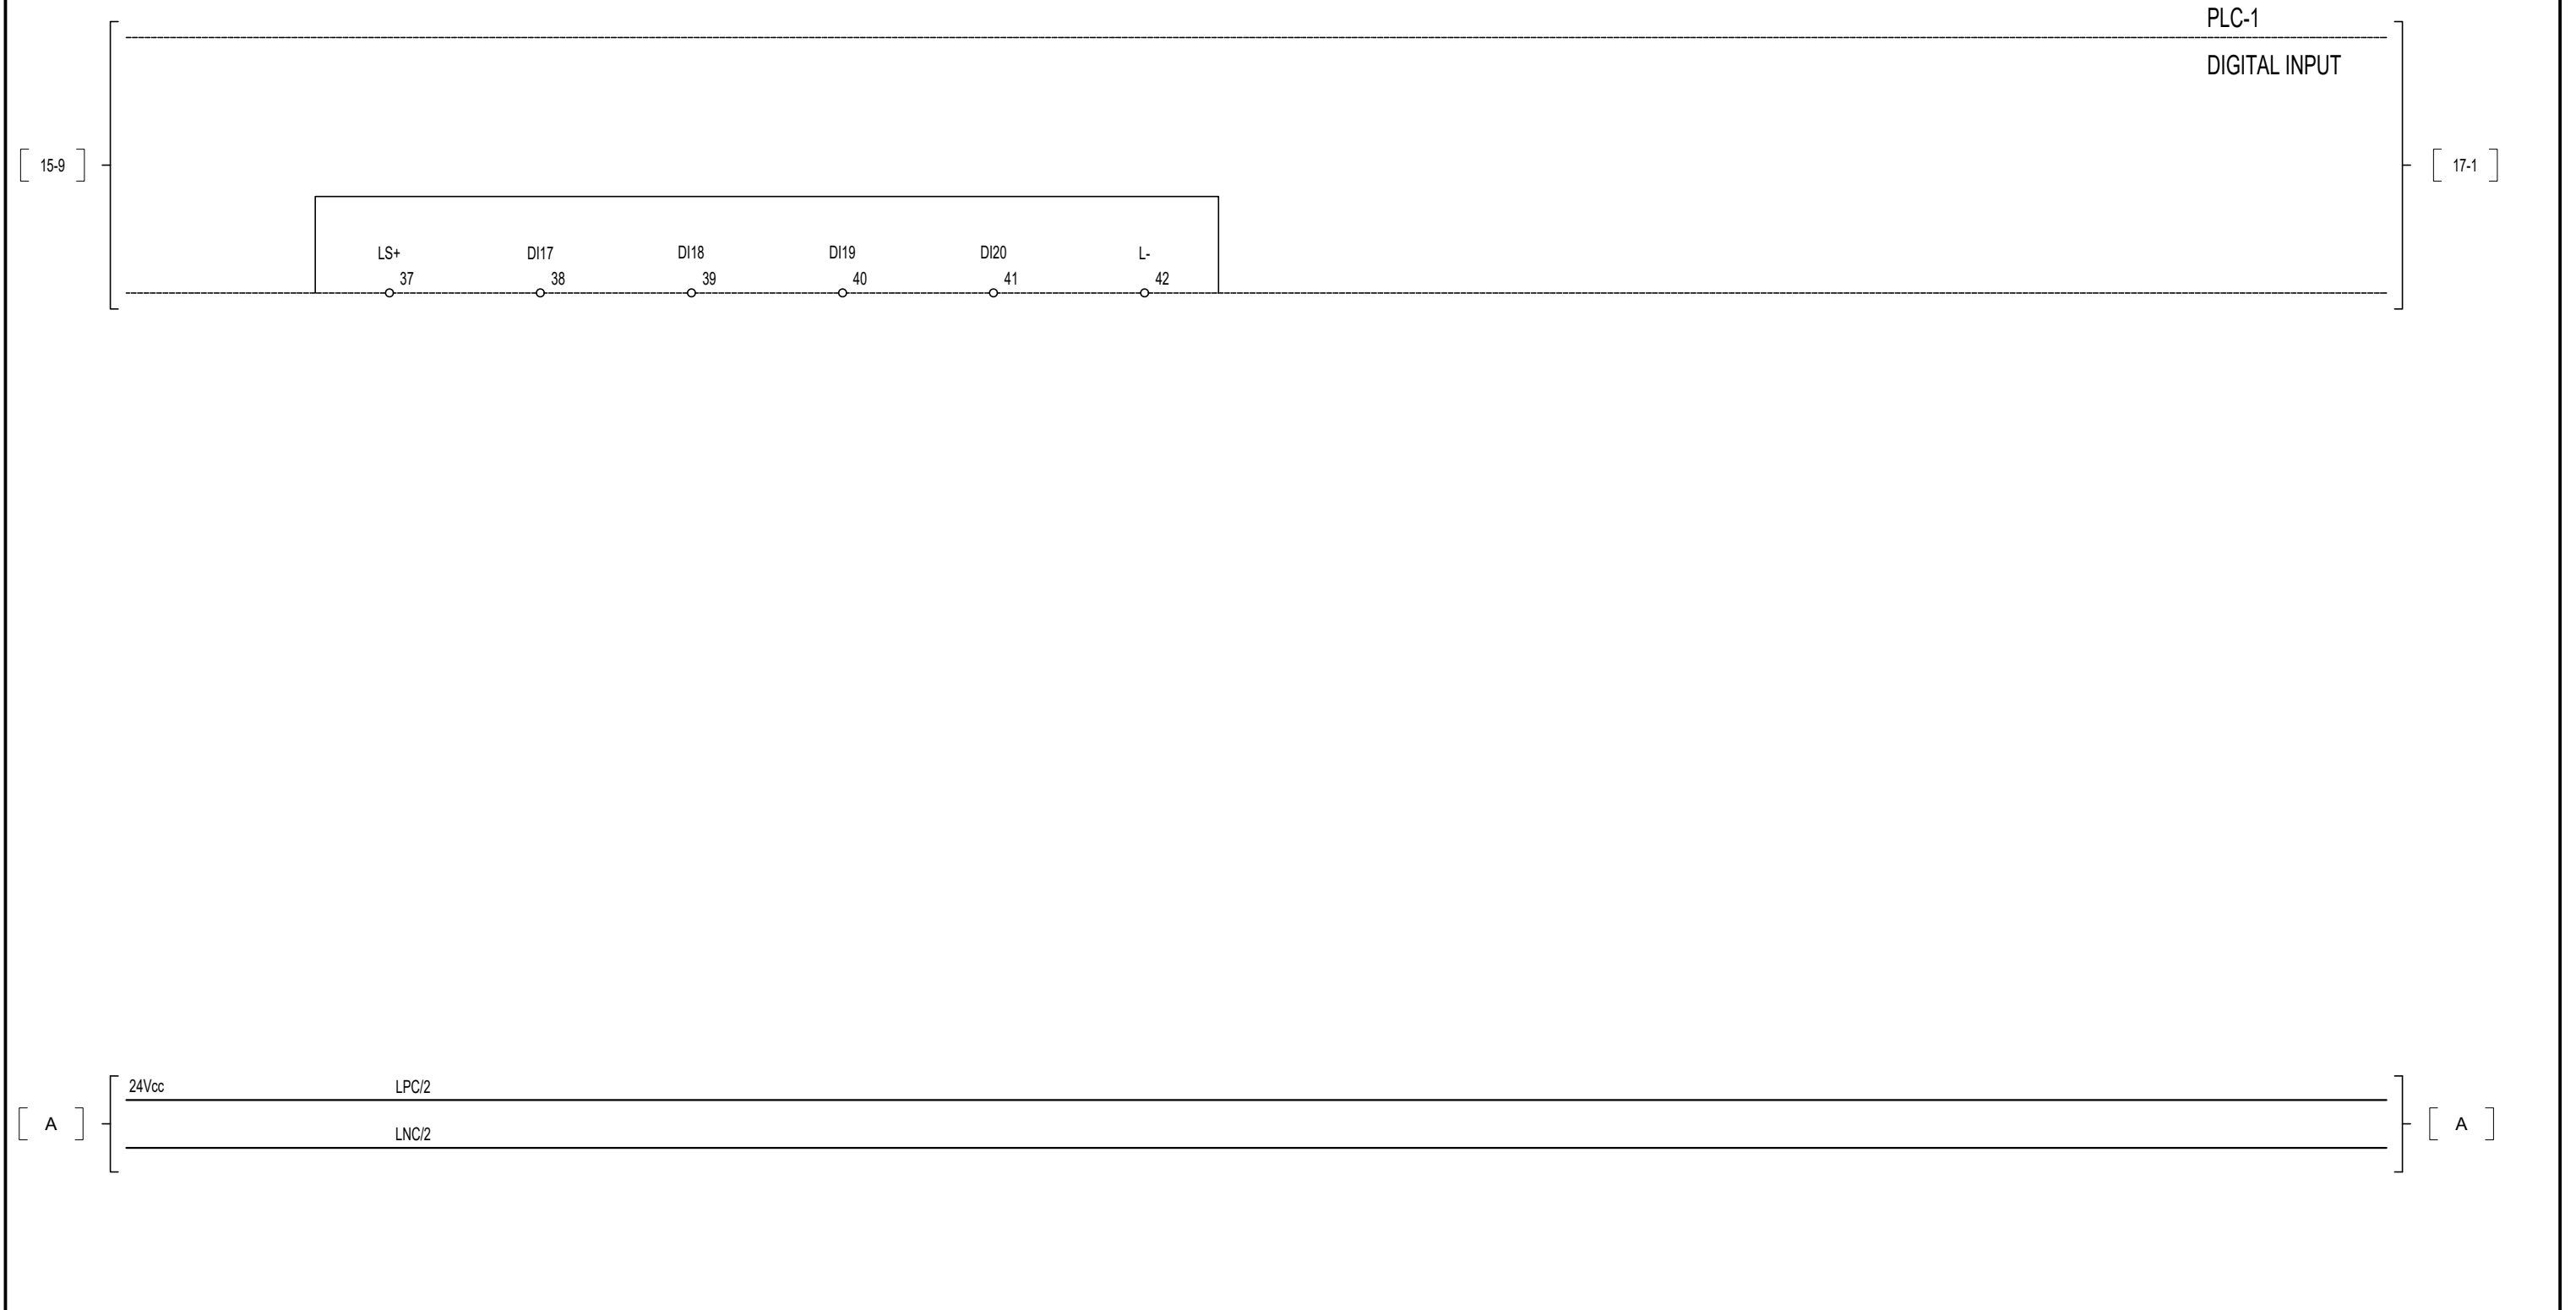 PLC-1
DIGITAL INPUT
15-9
17-1
LS+ DI17 DI18 DI19 DI20 L-
37 38 39 40 41 42
24Vcc LPC/2
A
A
LNC/2